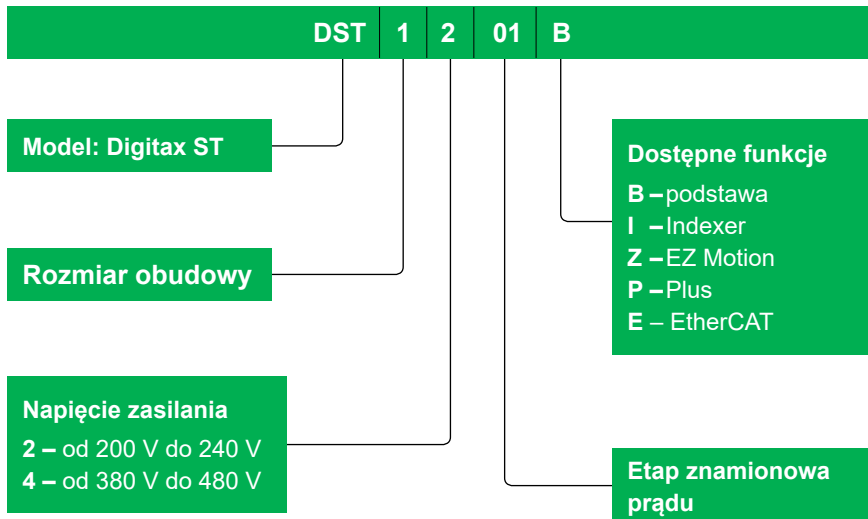 DST 1 2 01 B
Model: Digitax ST
Rozmiar obudowy
Napięcie zasilania
2 – od 200 V do 240 V
4 – od 380 V do 480 V
Dostępne funkcje
B – podstawa
I – Indexer
Z – EZ Motion
P – Plus
E – EtherCAT
Etap znamionowa
prądu